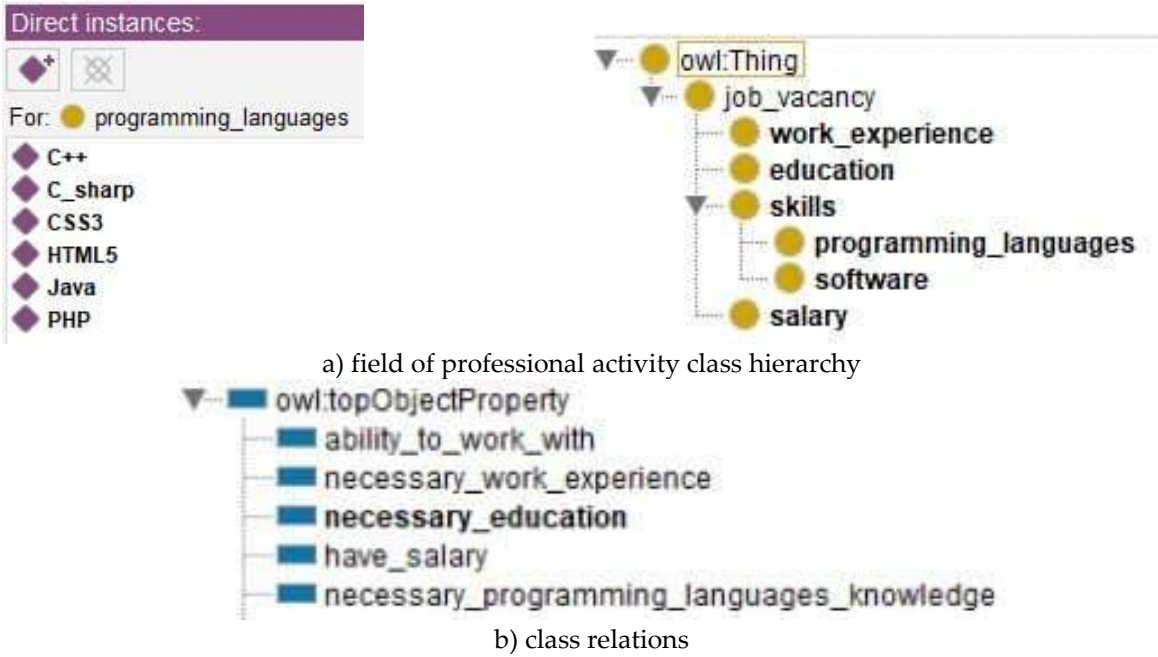 Direct instances:
For: programming_languages
C++
C_sharp
CSS3
HTML5
Java
PHP
owl:Thing
job_vacancy
work_experience
education
skills
programming_languages
software
salary
a) field of professional activity class hierarchy
owl:topObjectProperty
ability_to_work_with
necessary_work_experience
necessary_education
have_salary
necessary_programming_languages_knowledge
b) class relations